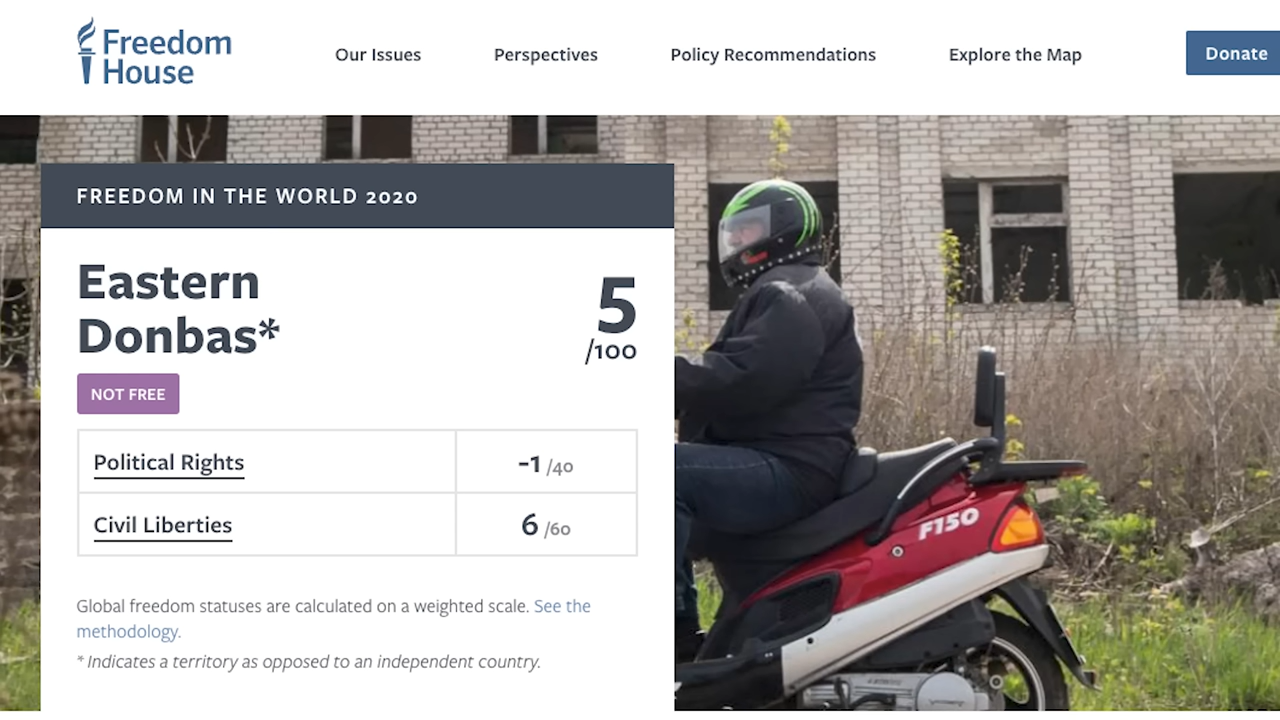 Freedom
House
Our Issues
Perspectives
Policy Recommendations
Explore the Map
Donate
FREEDOM IN THE WORLD 2020
Eastern
Donbas*
5
/100
NOT FREE
Political Rights
-1 /40
Civil Liberties
6 /60
Global freedom statuses are calculated on a weighted scale. See the
methodology.
* Indicates a territory as opposed to an independent country.
F150